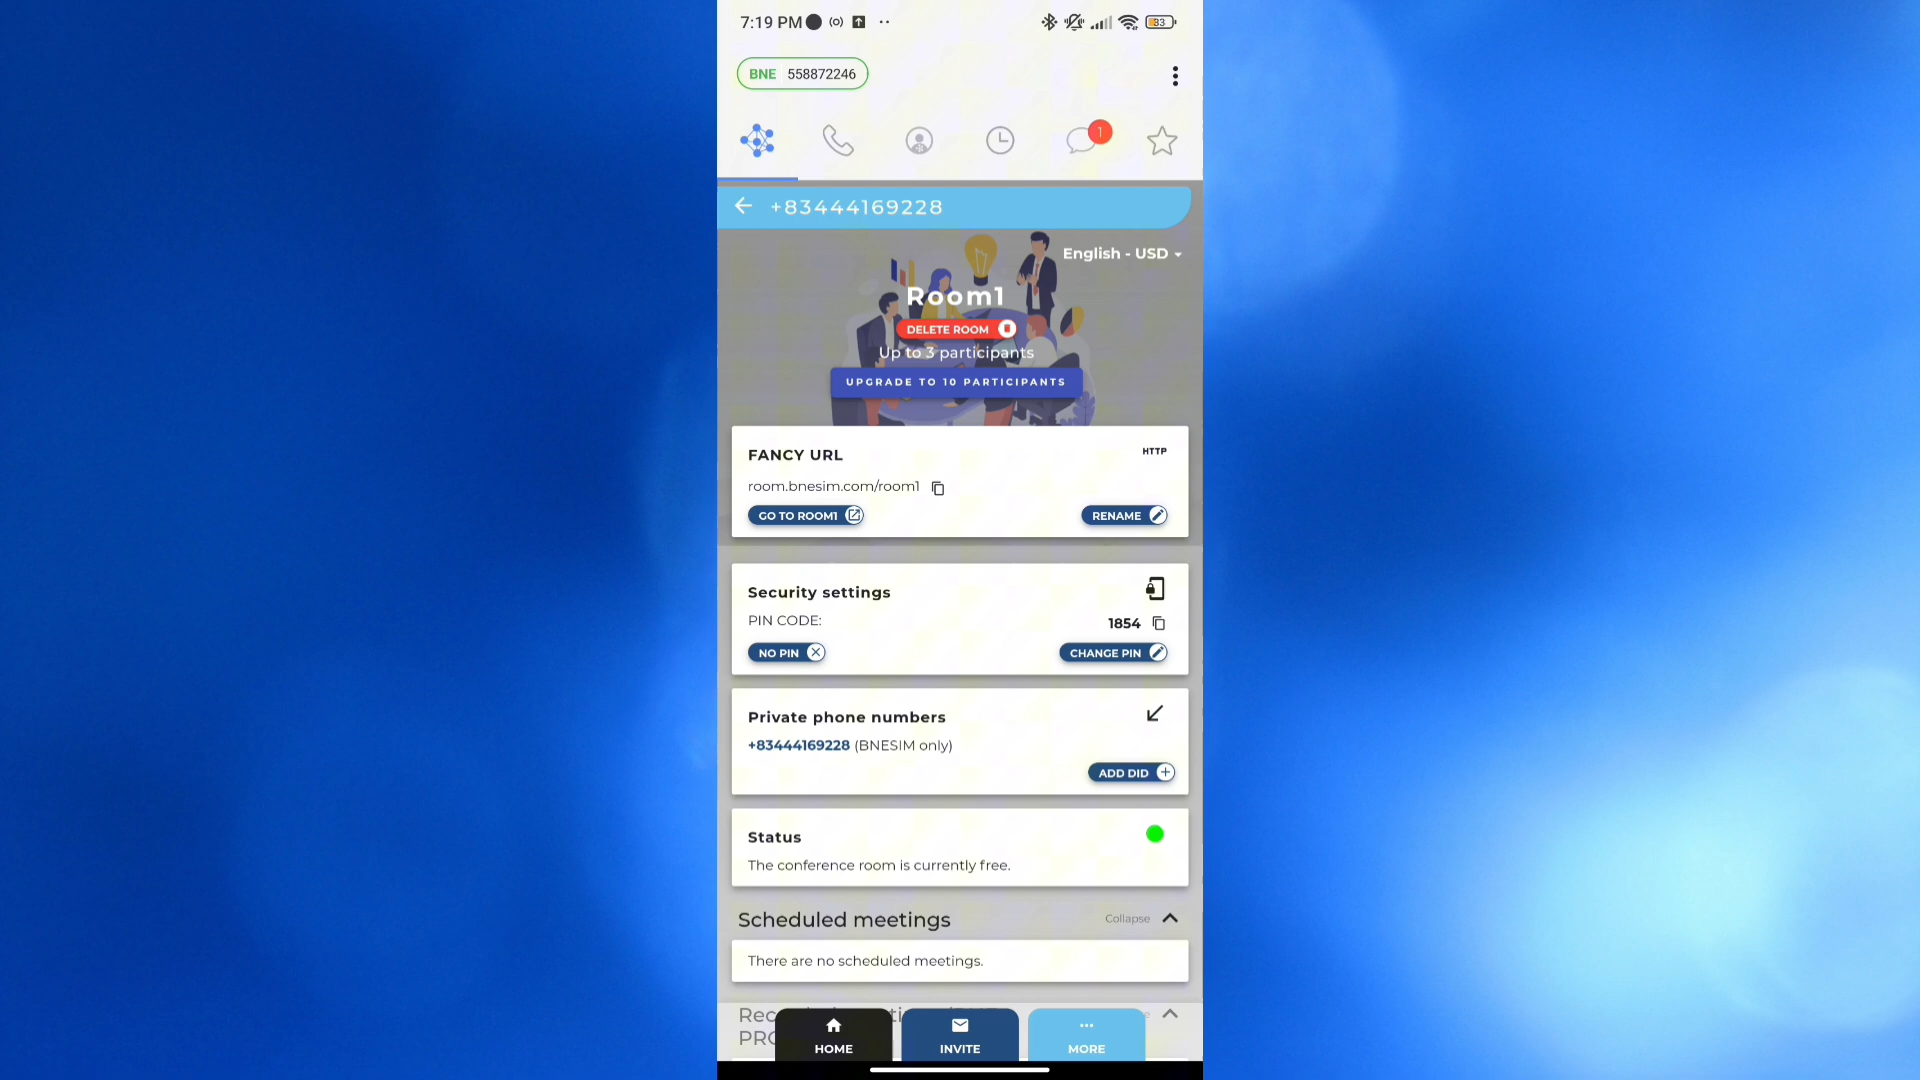 7:19 PM
33
BNE 558872246
1
+83444169228
English - USD
Room1
DELETE ROOM
Up to 3 participants
UPGRADE TO 10 PARTICIPANTS
FANCY URL
HTTP
room.bnesim.com/room1
GO TO ROOM1
RENAME
Security settings
PIN CODE:
1854
NO PIN
CHANGE PIN
Private phone numbers
+83444169228 (BNESIM only)
ADD DID
Status
The conference room is currently free.
Scheduled meetings
Collapse
There are no scheduled meetings.
HOME
INVITE
MORE